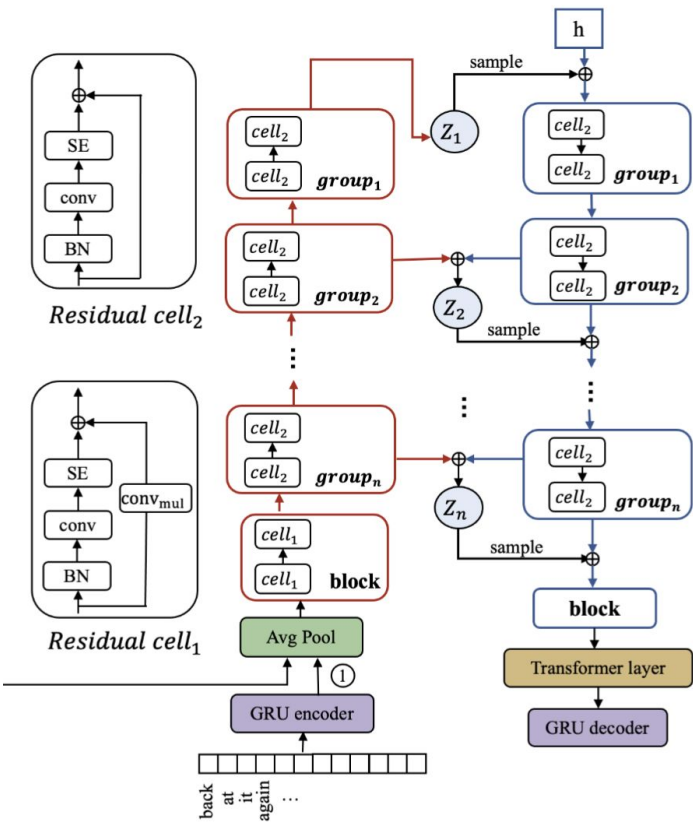 h
sample
Z₁
cell₂
cell₂
group₁
cell₂
cell₂
group₁
SE
conv
BN
Residual cell₂
cell₂
cell₂
group₂
Z₂
sample
cell₂
cell₂
group₂
...
...
...
SE
conv
conv_mul
BN
Residual cell₁
cell₂
cell₂
groupₙ
Zₙ
sample
cell₂
cell₂
groupₙ
cell₁
cell₁
block
block
Avg Pool
①
GRU encoder
Transformer layer
GRU decoder
back
at
it
again
...